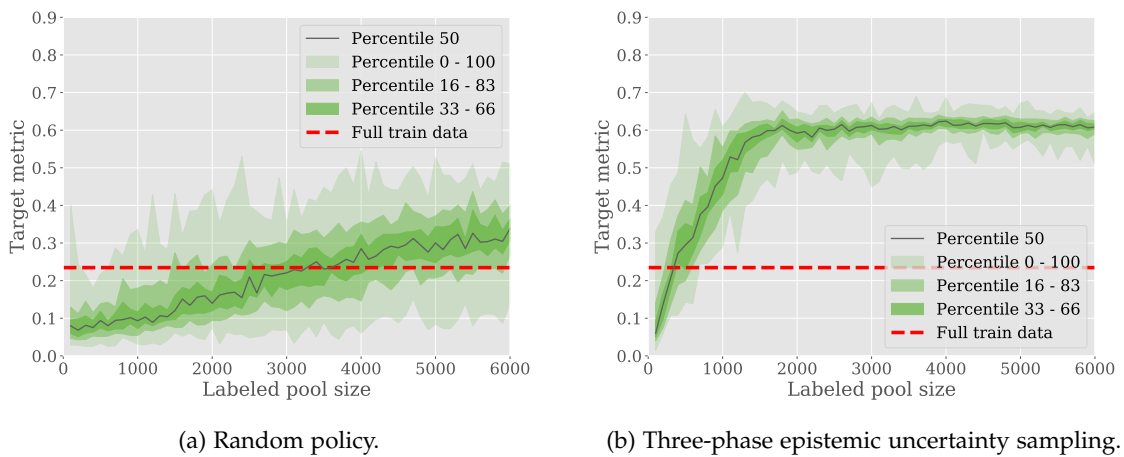 0.9
0.8
0.7
0.6
0.5
0.4
0.3
0.2
0.1
0.0
Target metric
Percentile 50
Percentile 0 - 100
Percentile 16 - 83
Percentile 33 - 66
Full train data
0 1000 2000 3000 4000 5000 6000
Labeled pool size
(a) Random policy.
0.9
0.8
0.7
0.6
0.5
0.4
0.3
0.2
0.1
0.0
Target metric
Percentile 50
Percentile 0 - 100
Percentile 16 - 83
Percentile 33 - 66
Full train data
0 1000 2000 3000 4000 5000 6000
Labeled pool size
(b) Three-phase epistemic uncertainty sampling.